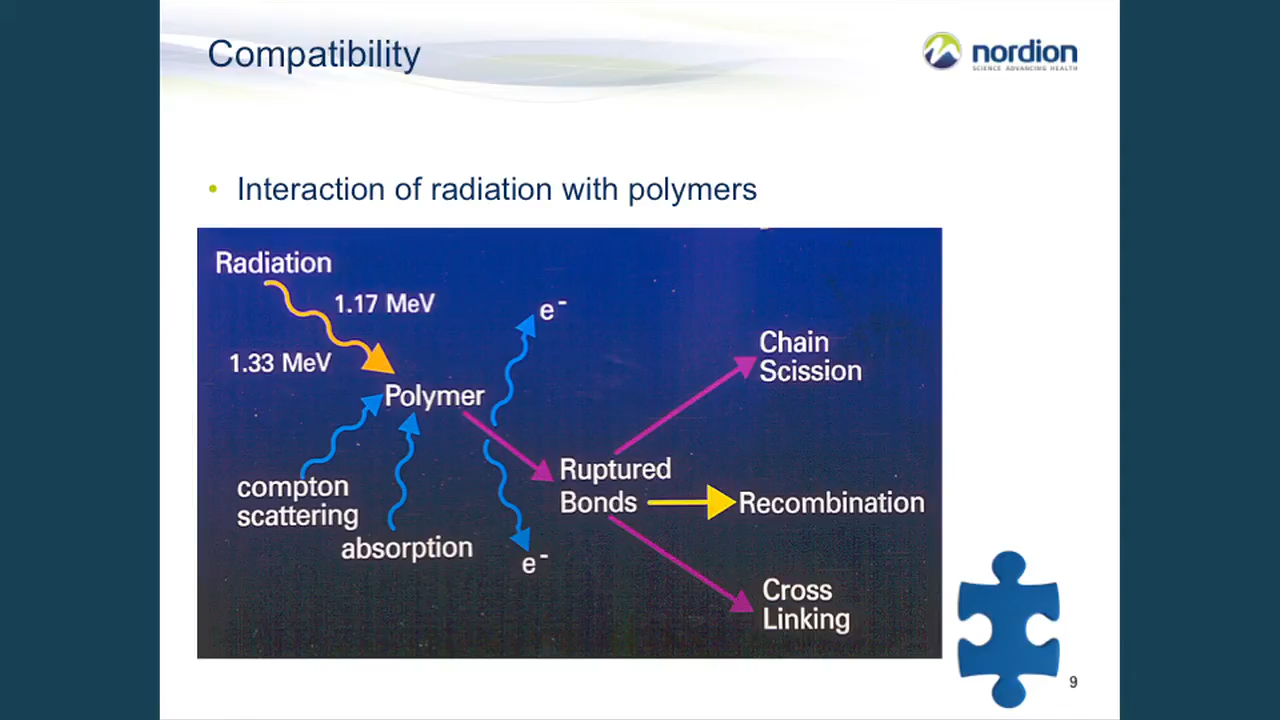 Compatibility
nordion
SCIENCE ADVANCING HEALTH
• Interaction of radiation with polymers
Radiation
1.17 MeV
e-
1.33 MeV
Chain
Scission
Polymer
Ruptured
Bonds
Recombination
compton
scattering
absorption
e-
Cross
Linking
9